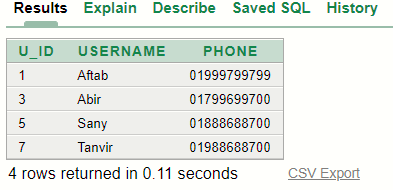 Results Explain Describe Saved SQL History
U_ID USERNAME PHONE
1 Aftab 01999799799
3 Abir 01799699700
5 Sany 01888688700
7 Tanvir 01988688700
4 rows returned in 0.11 seconds CSV Export